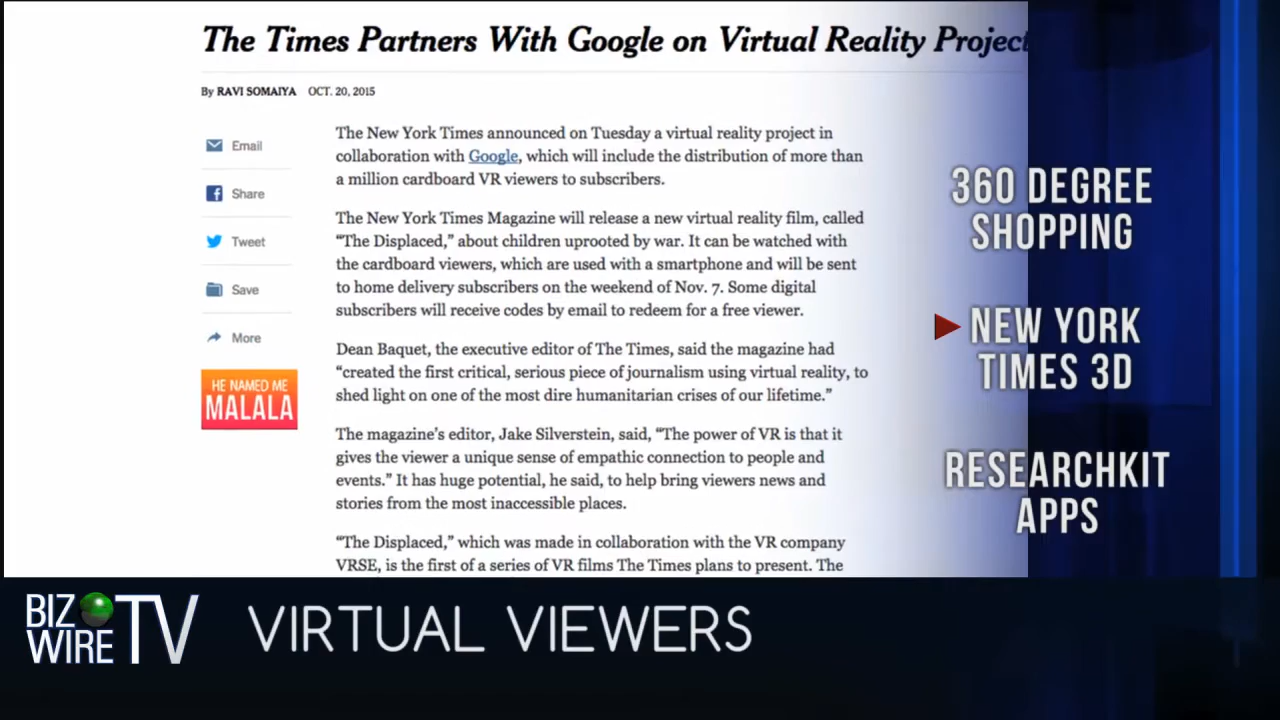 The Times Partners With Google on Virtual Reality Project
By RAVI SOMAIYA OCT. 20, 2015
Email
Share
Tweet
Save
More
HE NAMED ME
MALALA
The New York Times announced on Tuesday a virtual reality project in
collaboration with Google, which will include the distribution of more than
a million cardboard VR viewers to subscribers.
The New York Times Magazine will release a new virtual reality film, called
“The Displaced,” about children uprooted by war. It can be watched with
the cardboard viewers, which are used with a smartphone and will be sent
to home delivery subscribers on the weekend of Nov. 7. Some digital
subscribers will receive codes by email to redeem for a free viewer.
Dean Baquet, the executive editor of The Times, said the magazine had
“created the first critical, serious piece of journalism using virtual reality, to
shed light on one of the most dire humanitarian crises of our lifetime.”
The magazine’s editor, Jake Silverstein, said, “The power of VR is that it
gives the viewer a unique sense of empathic connection to people and
events.” It has huge potential, he said, to help bring viewers news and
stories from the most inaccessible places.
“The Displaced,” which was made in collaboration with the VR company
VRSE, is the first of a series of VR films The Times plans to present. The
360 DEGREE
SHOPPING
NEW YORK
TIMES 3D
RESEARCHKIT
APPS
BIZ
WIRE
TV
VIRTUAL VIEWERS